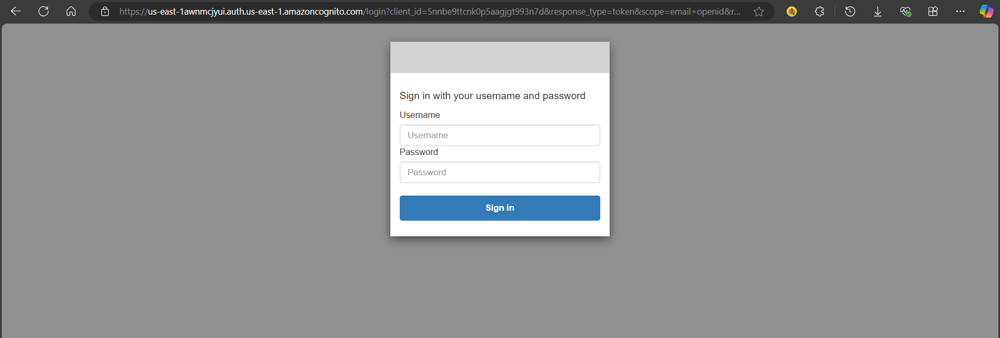 https://us-east-1awnmcjyui.auth.us-east-1.amazoncognito.com/login?client_id=5nnbe9ttcnk0p5aagjgt993n7d&response_type=token&scope=email+openid&r...
Sign in with your username and password
Username
Username
Password
Password
Sign in